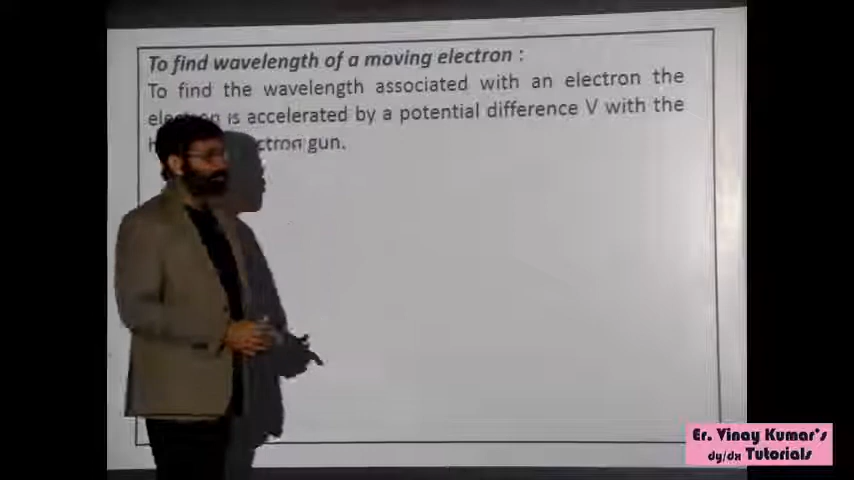 To find wavelength of a moving electron :
To find the wavelength associated with an electron the
is accelerated by a potential difference V with the
gun.
Er. Vinay Kumar's
dy/dx Tutorials